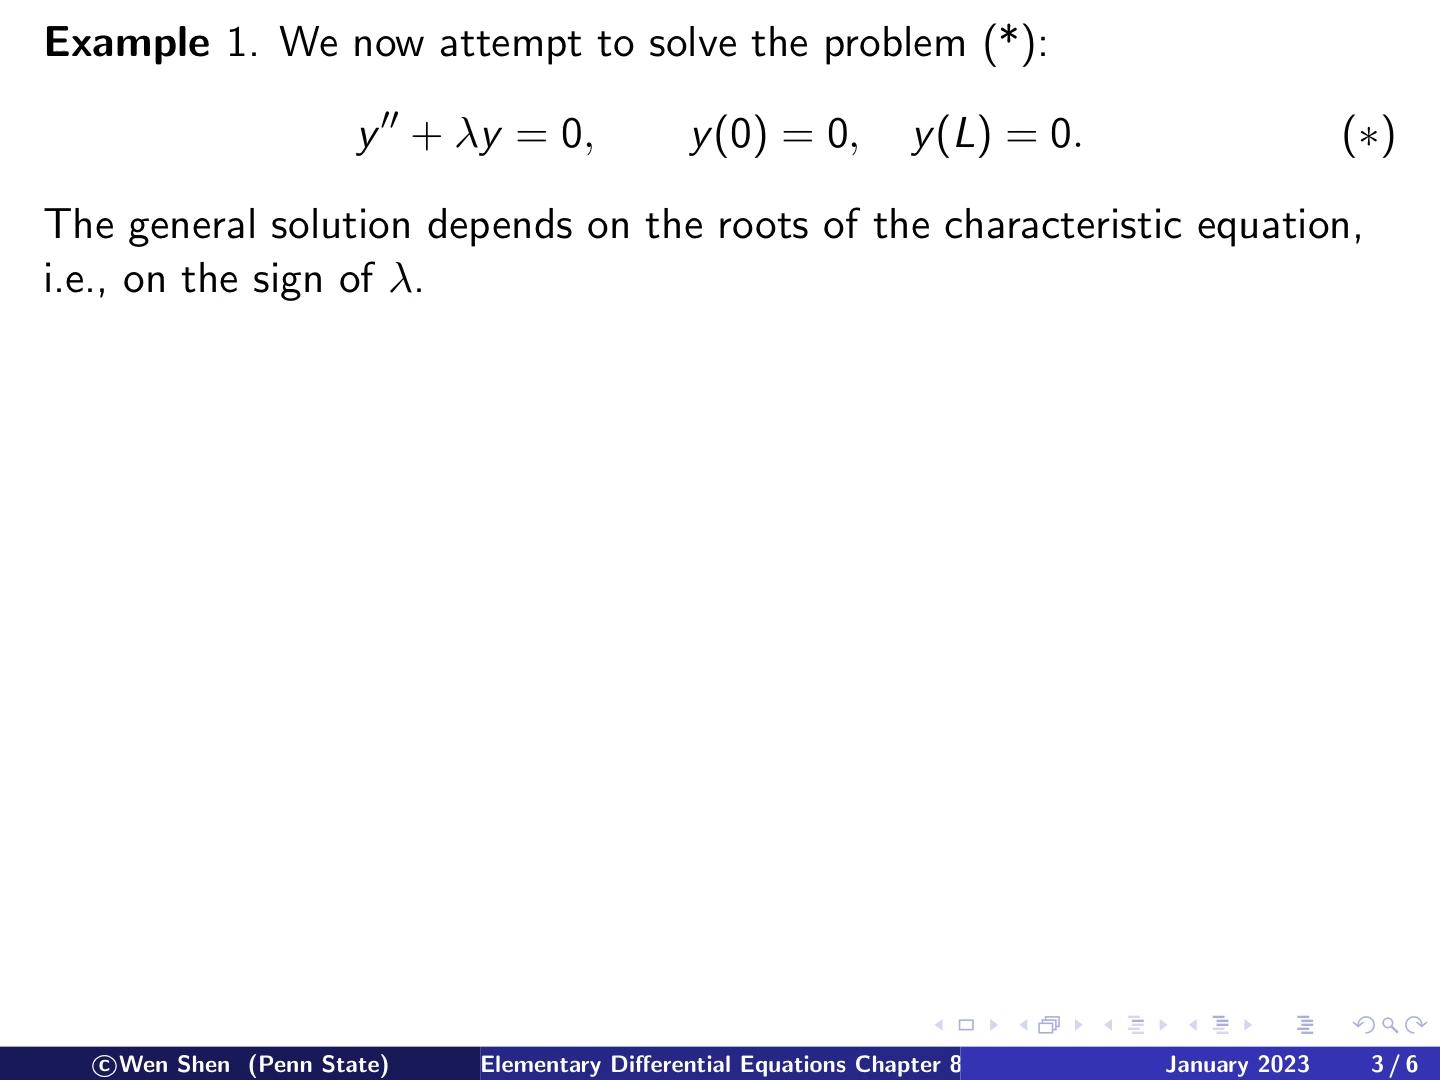 Example 1. We now attempt to solve the problem (*):
y″ + λy = 0, y(0) = 0, y(L) = 0. (∗)
The general solution depends on the roots of the characteristic equation,
i.e., on the sign of λ.
©Wen Shen (Penn State) Elementary Differential Equations Chapter 8 January 2023 3 / 6